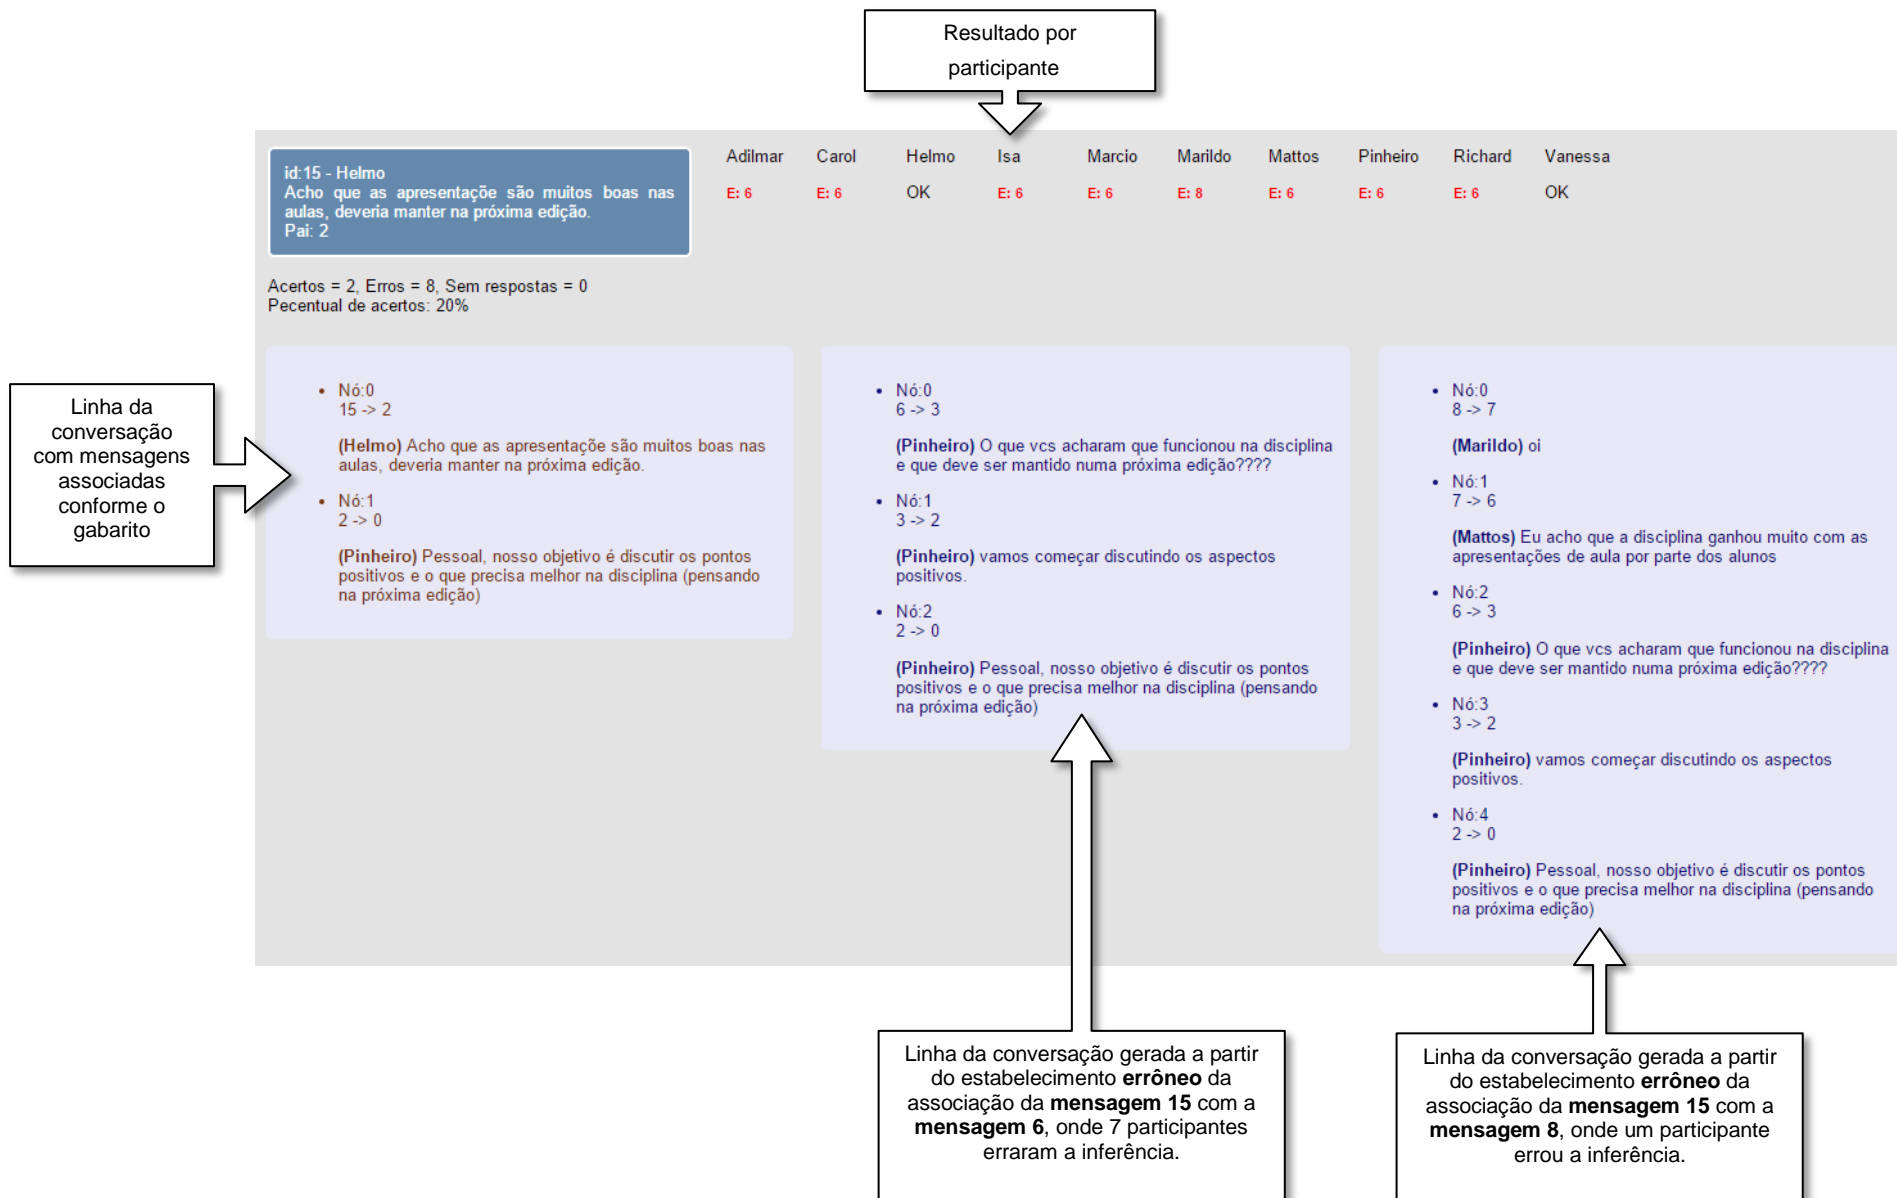 Resultado por
participante
id:15 - Helmo
Acho que as apresentaçõe são muitos boas nas
aulas, deveria manter na próxima edição.
Pai: 2
Adilmar Carol Helmo Isa Marcio Marildo Mattos Pinheiro Richard Vanessa
E: 6 E: 6 OK E: 6 E: 6 E: 8 E: 6 E: 6 E: 6 OK
Acertos = 2, Erros = 8, Sem respostas = 0
Pecentual de acertos: 20%
Linha da
conversação
com mensagens
associadas
conforme o
gabarito
• Nó:0
15 -> 2
(Helmo) Acho que as apresentaçõe são muitos boas nas
aulas, deveria manter na próxima edição.
• Nó:1
2 -> 0
(Pinheiro) Pessoal, nosso objetivo é discutir os pontos
positivos e o que precisa melhor na disciplina (pensando
na próxima edição)
• Nó:0
6 -> 3
(Pinheiro) O que vcs acharam que funcionou na disciplina
e que deve ser mantido numa próxima edição????
• Nó:1
3 -> 2
(Pinheiro) vamos começar discutindo os aspectos
positivos.
• Nó:2
2 -> 0
(Pinheiro) Pessoal, nosso objetivo é discutir os pontos
positivos e o que precisa melhor na disciplina (pensando
na próxima edição)
• Nó:0
8 -> 7
(Marildo) oi
• Nó:1
7 -> 6
(Mattos) Eu acho que a disciplina ganhou muito com as
apresentações de aula por parte dos alunos
• Nó:2
6 -> 3
(Pinheiro) O que vcs acharam que funcionou na disciplina
e que deve ser mantido numa próxima edição????
• Nó:3
3 -> 2
(Pinheiro) vamos começar discutindo os aspectos
positivos.
• Nó:4
2 -> 0
(Pinheiro) Pessoal, nosso objetivo é discutir os pontos
positivos e o que precisa melhor na disciplina (pensando
na próxima edição)
Linha da conversação gerada a partir
do estabelecimento errôneo da
associação da mensagem 15 com a
mensagem 6, onde 7 participantes
erraram a inferência.
Linha da conversação gerada a partir
do estabelecimento errôneo da
associação da mensagem 15 com a
mensagem 8, onde um participante
errou a inferência.